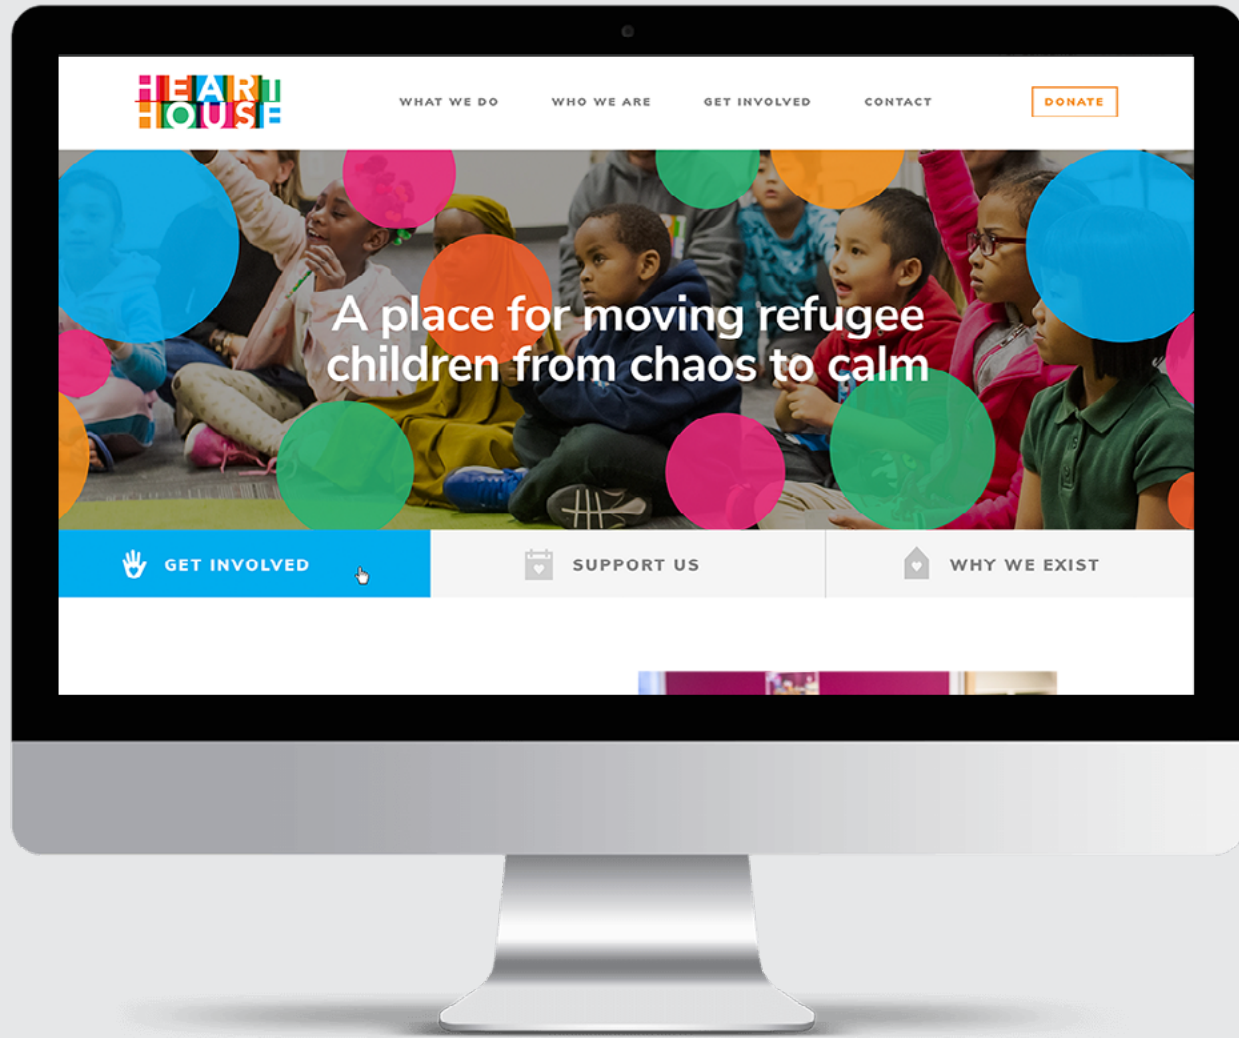 HEART
HOUSE
WHAT WE DO
WHO WE ARE
GET INVOLVED
CONTACT
DONATE
A place for moving refugee
children from chaos to calm
GET INVOLVED
SUPPORT US
WHY WE EXIST